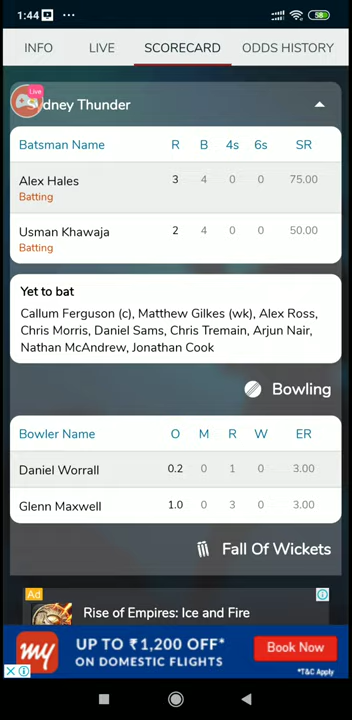 1:44 ... 58
INFO LIVE SCORECARD ODDS HISTORY
Live
Sydney Thunder
Batsman Name R B 4s 6s SR
Alex Hales 3 4 0 0 75.00
Batting
Usman Khawaja 2 4 0 0 50.00
Batting
Yet to bat
Callum Ferguson (c), Matthew Gilkes (wk), Alex Ross,
Chris Morris, Daniel Sams, Chris Tremain, Arjun Nair,
Nathan McAndrew, Jonathan Cook
Bowling
Bowler Name O M R W ER
Daniel Worrall 0.2 0 1 0 3.00
Glenn Maxwell 1.0 0 3 0 3.00
Fall Of Wickets
Ad
Rise of Empires: Ice and Fire
my UP TO ₹1,200 OFF* Book Now
ON DOMESTIC FLIGHTS
*T&C Apply